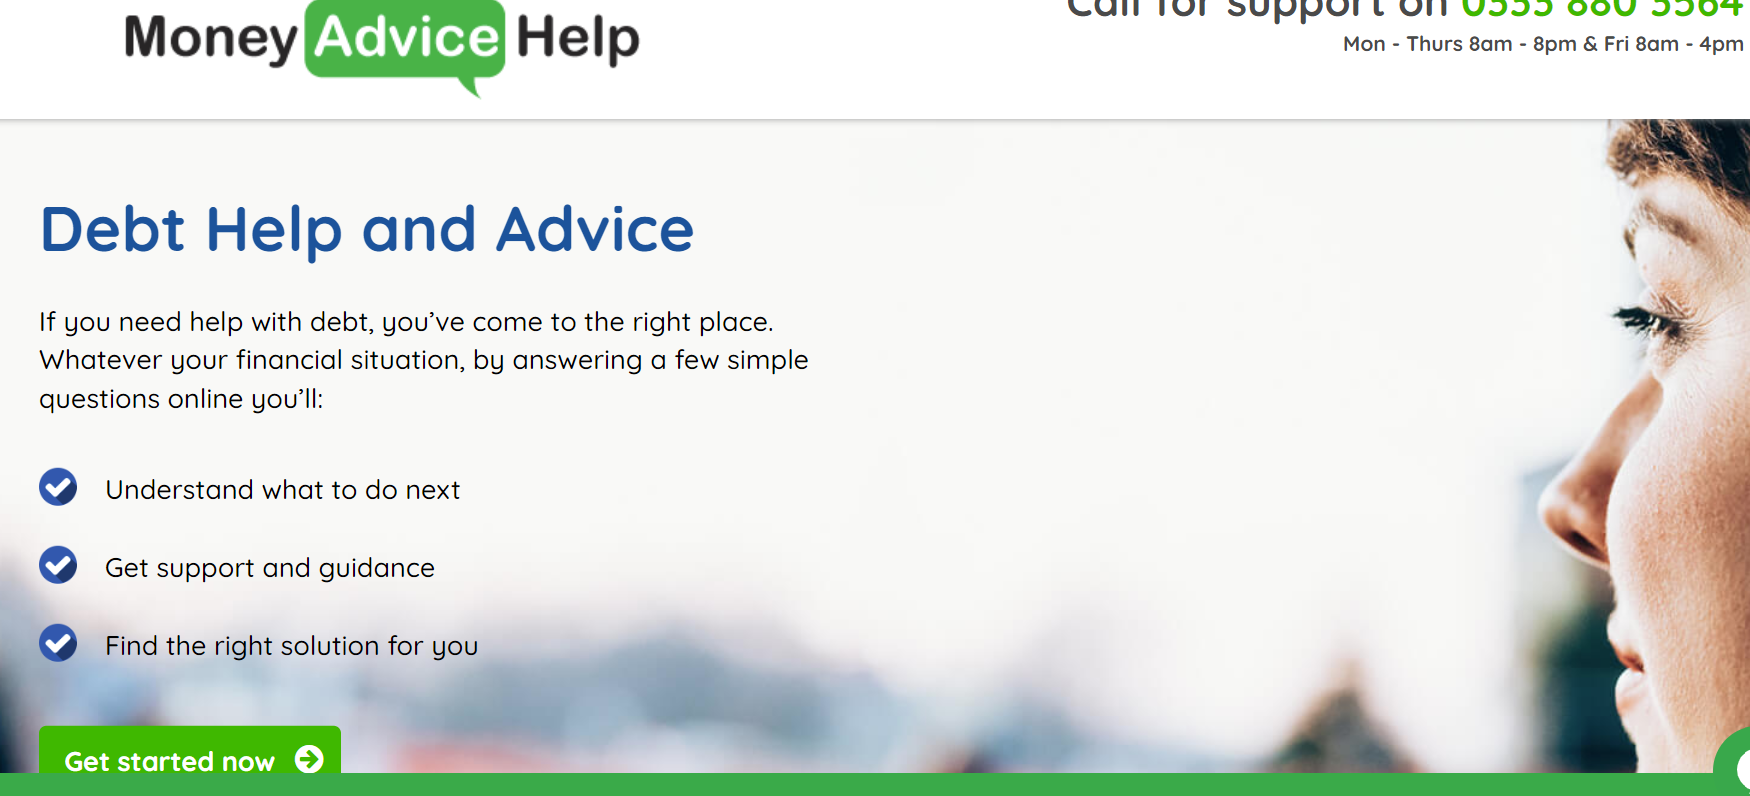 Money Advice Help
Call for support on 0333 880 3564
Mon - Thurs 8am - 8pm & Fri 8am - 4pm
Debt Help and Advice
If you need help with debt, you’ve come to the right place.
Whatever your financial situation, by answering a few simple
questions online you’ll:
Understand what to do next
Get support and guidance
Find the right solution for you
Get started now